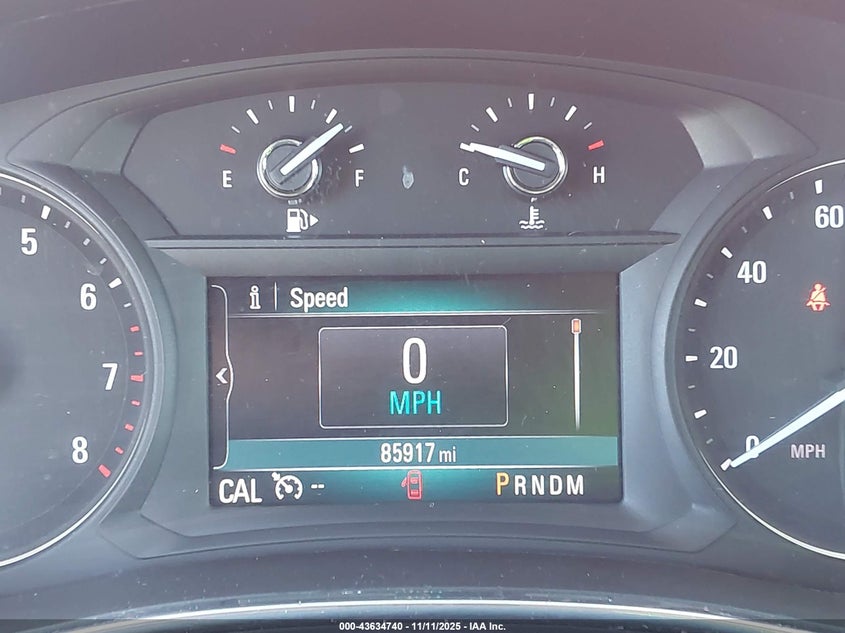 E F
C H
5
6
7
8
i Speed
0
MPH
85917 mi
CAL -- PRNDM
60
40
20
0
MPH
000-43634740 - 11/11/2025 - IAA Inc.